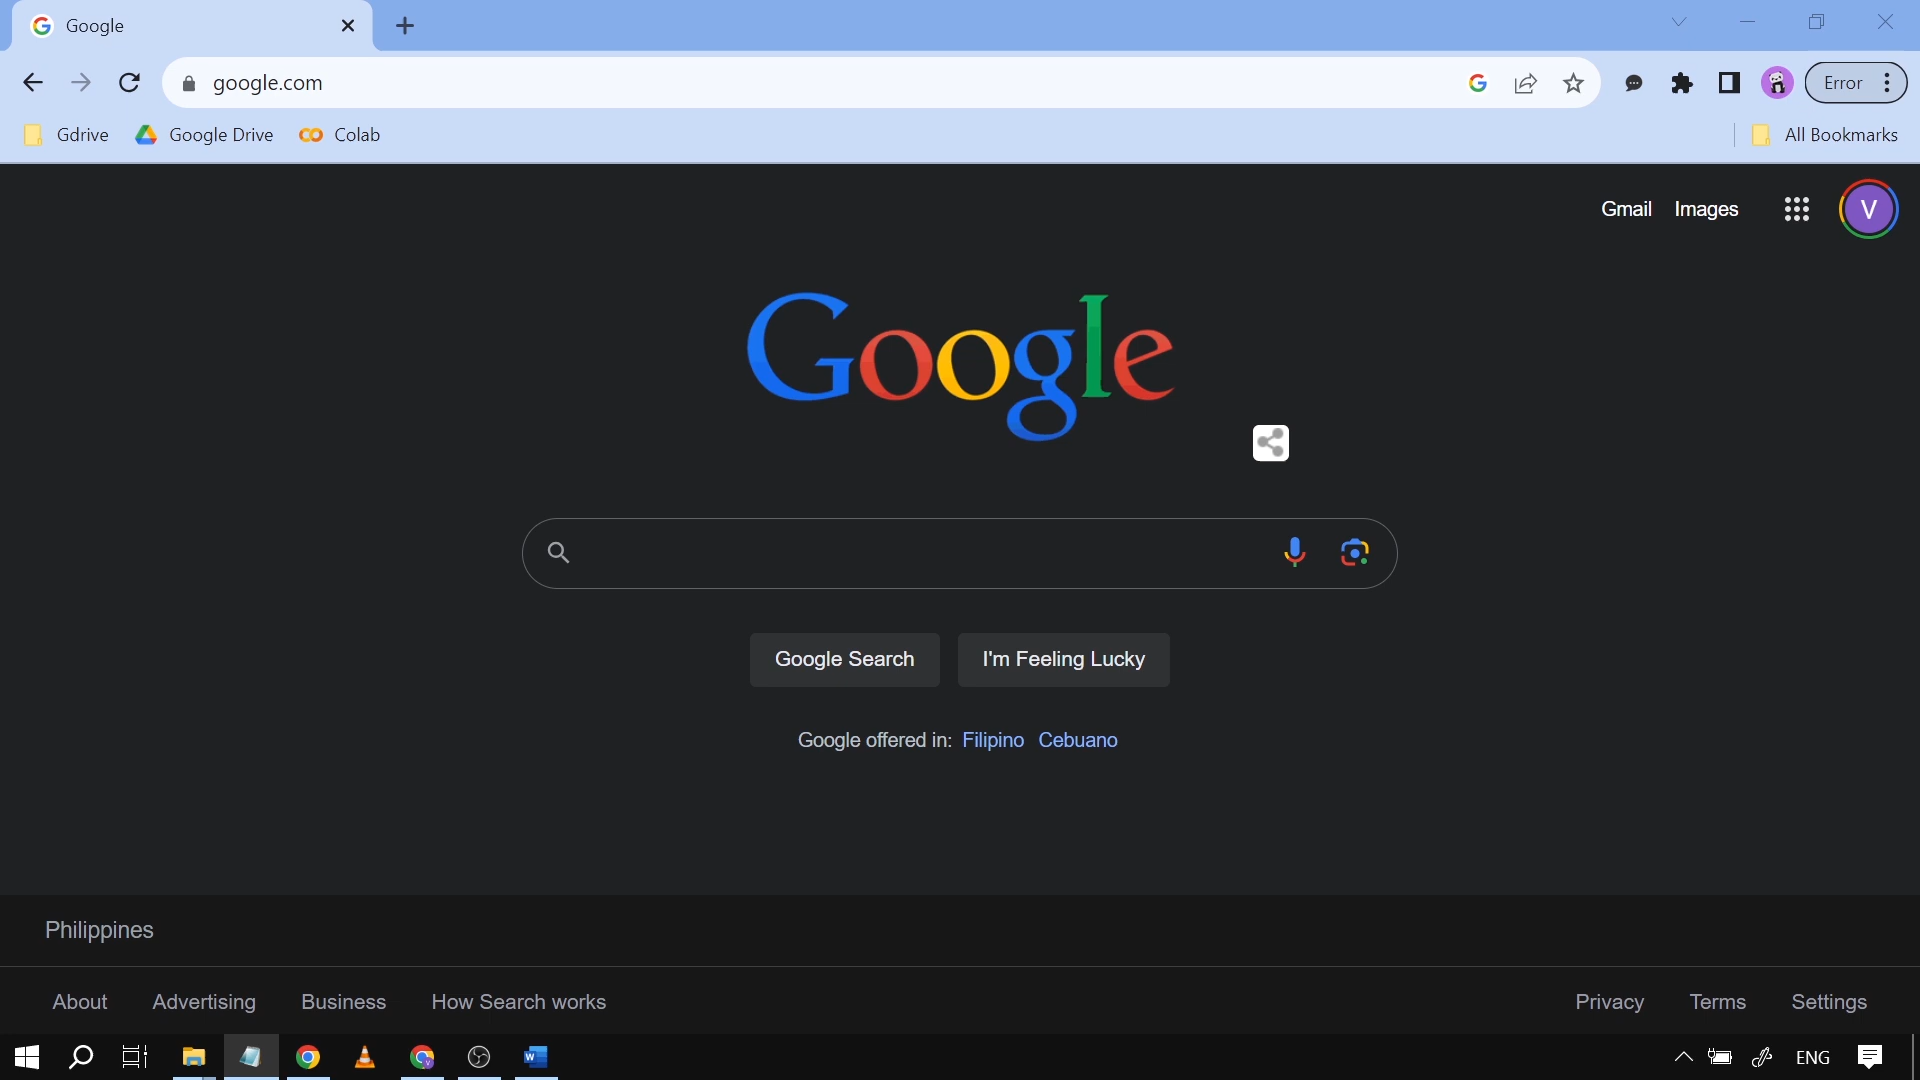 Google
google.com
Error
Gdrive Google Drive Colab All Bookmarks
Gmail Images V
Google
Google Search I'm Feeling Lucky
Google offered in: Filipino Cebuano
Philippines
About Advertising Business How Search works Privacy Terms Settings
ENG